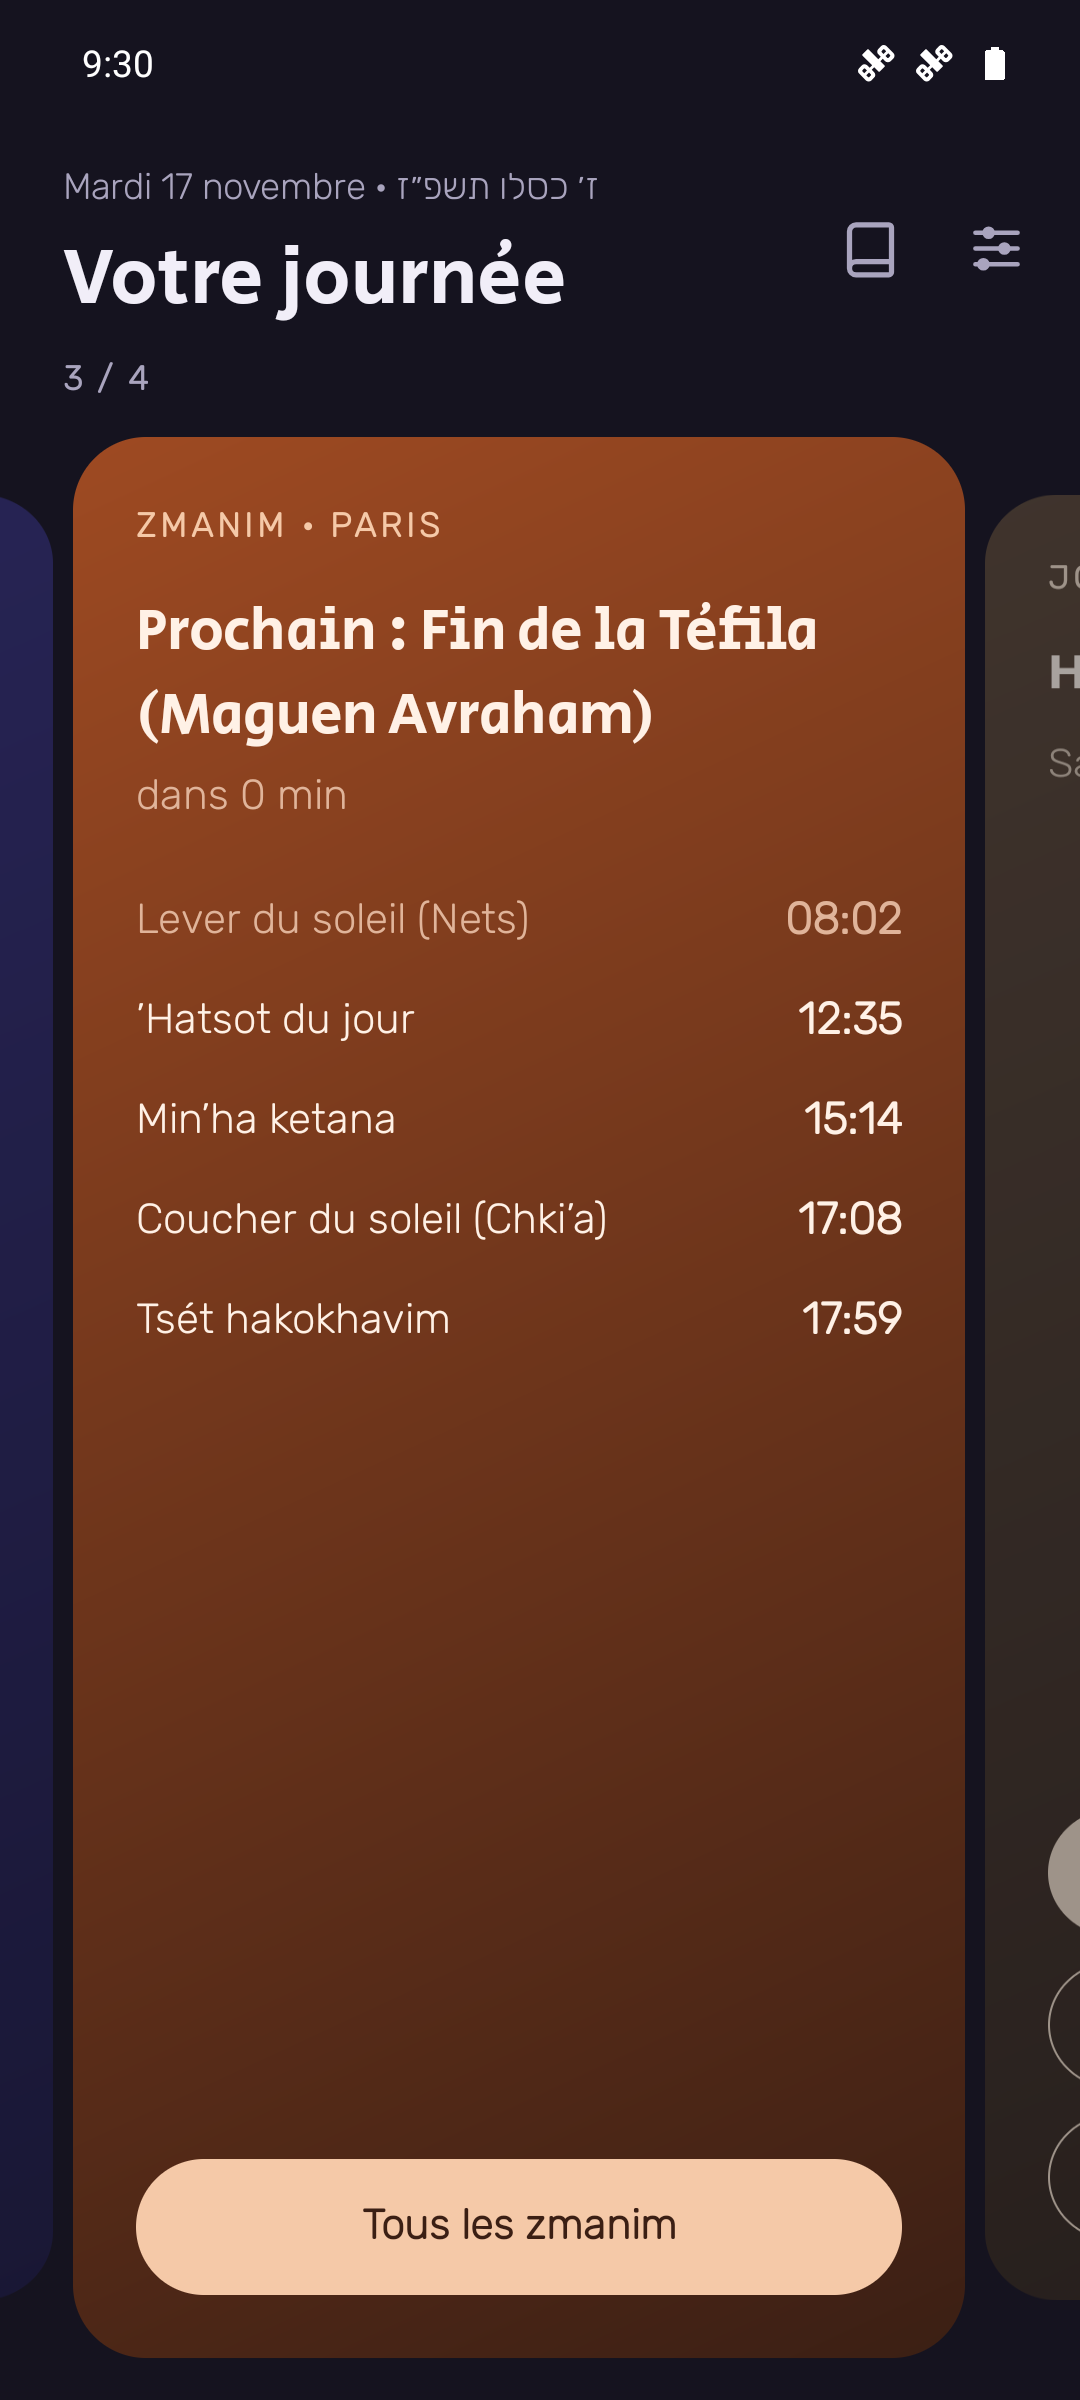 9:30
Mardi 17 novembre • ז׳ כסלו תשפ״ז
Votre journée
3 / 4
ZMANIM • PARIS
Prochain : Fin de la Téfila
(Maguen Avraham)
dans 0 min
Lever du soleil (Nets) 08:02
’Hatsot du jour 12:35
Min’ha ketana 15:14
Coucher du soleil (Chki’a) 17:08
Tsét hakokhavim 17:59
Tous les zmanim